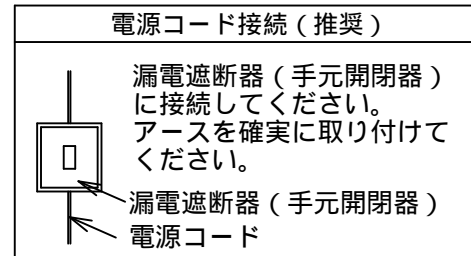 電源コード接続(推奨)
漏電遮断器(手元開閉器)
に接続してください。
アースを確実に取り付けて
ください。
漏電遮断器(手元開閉器)
電源コード